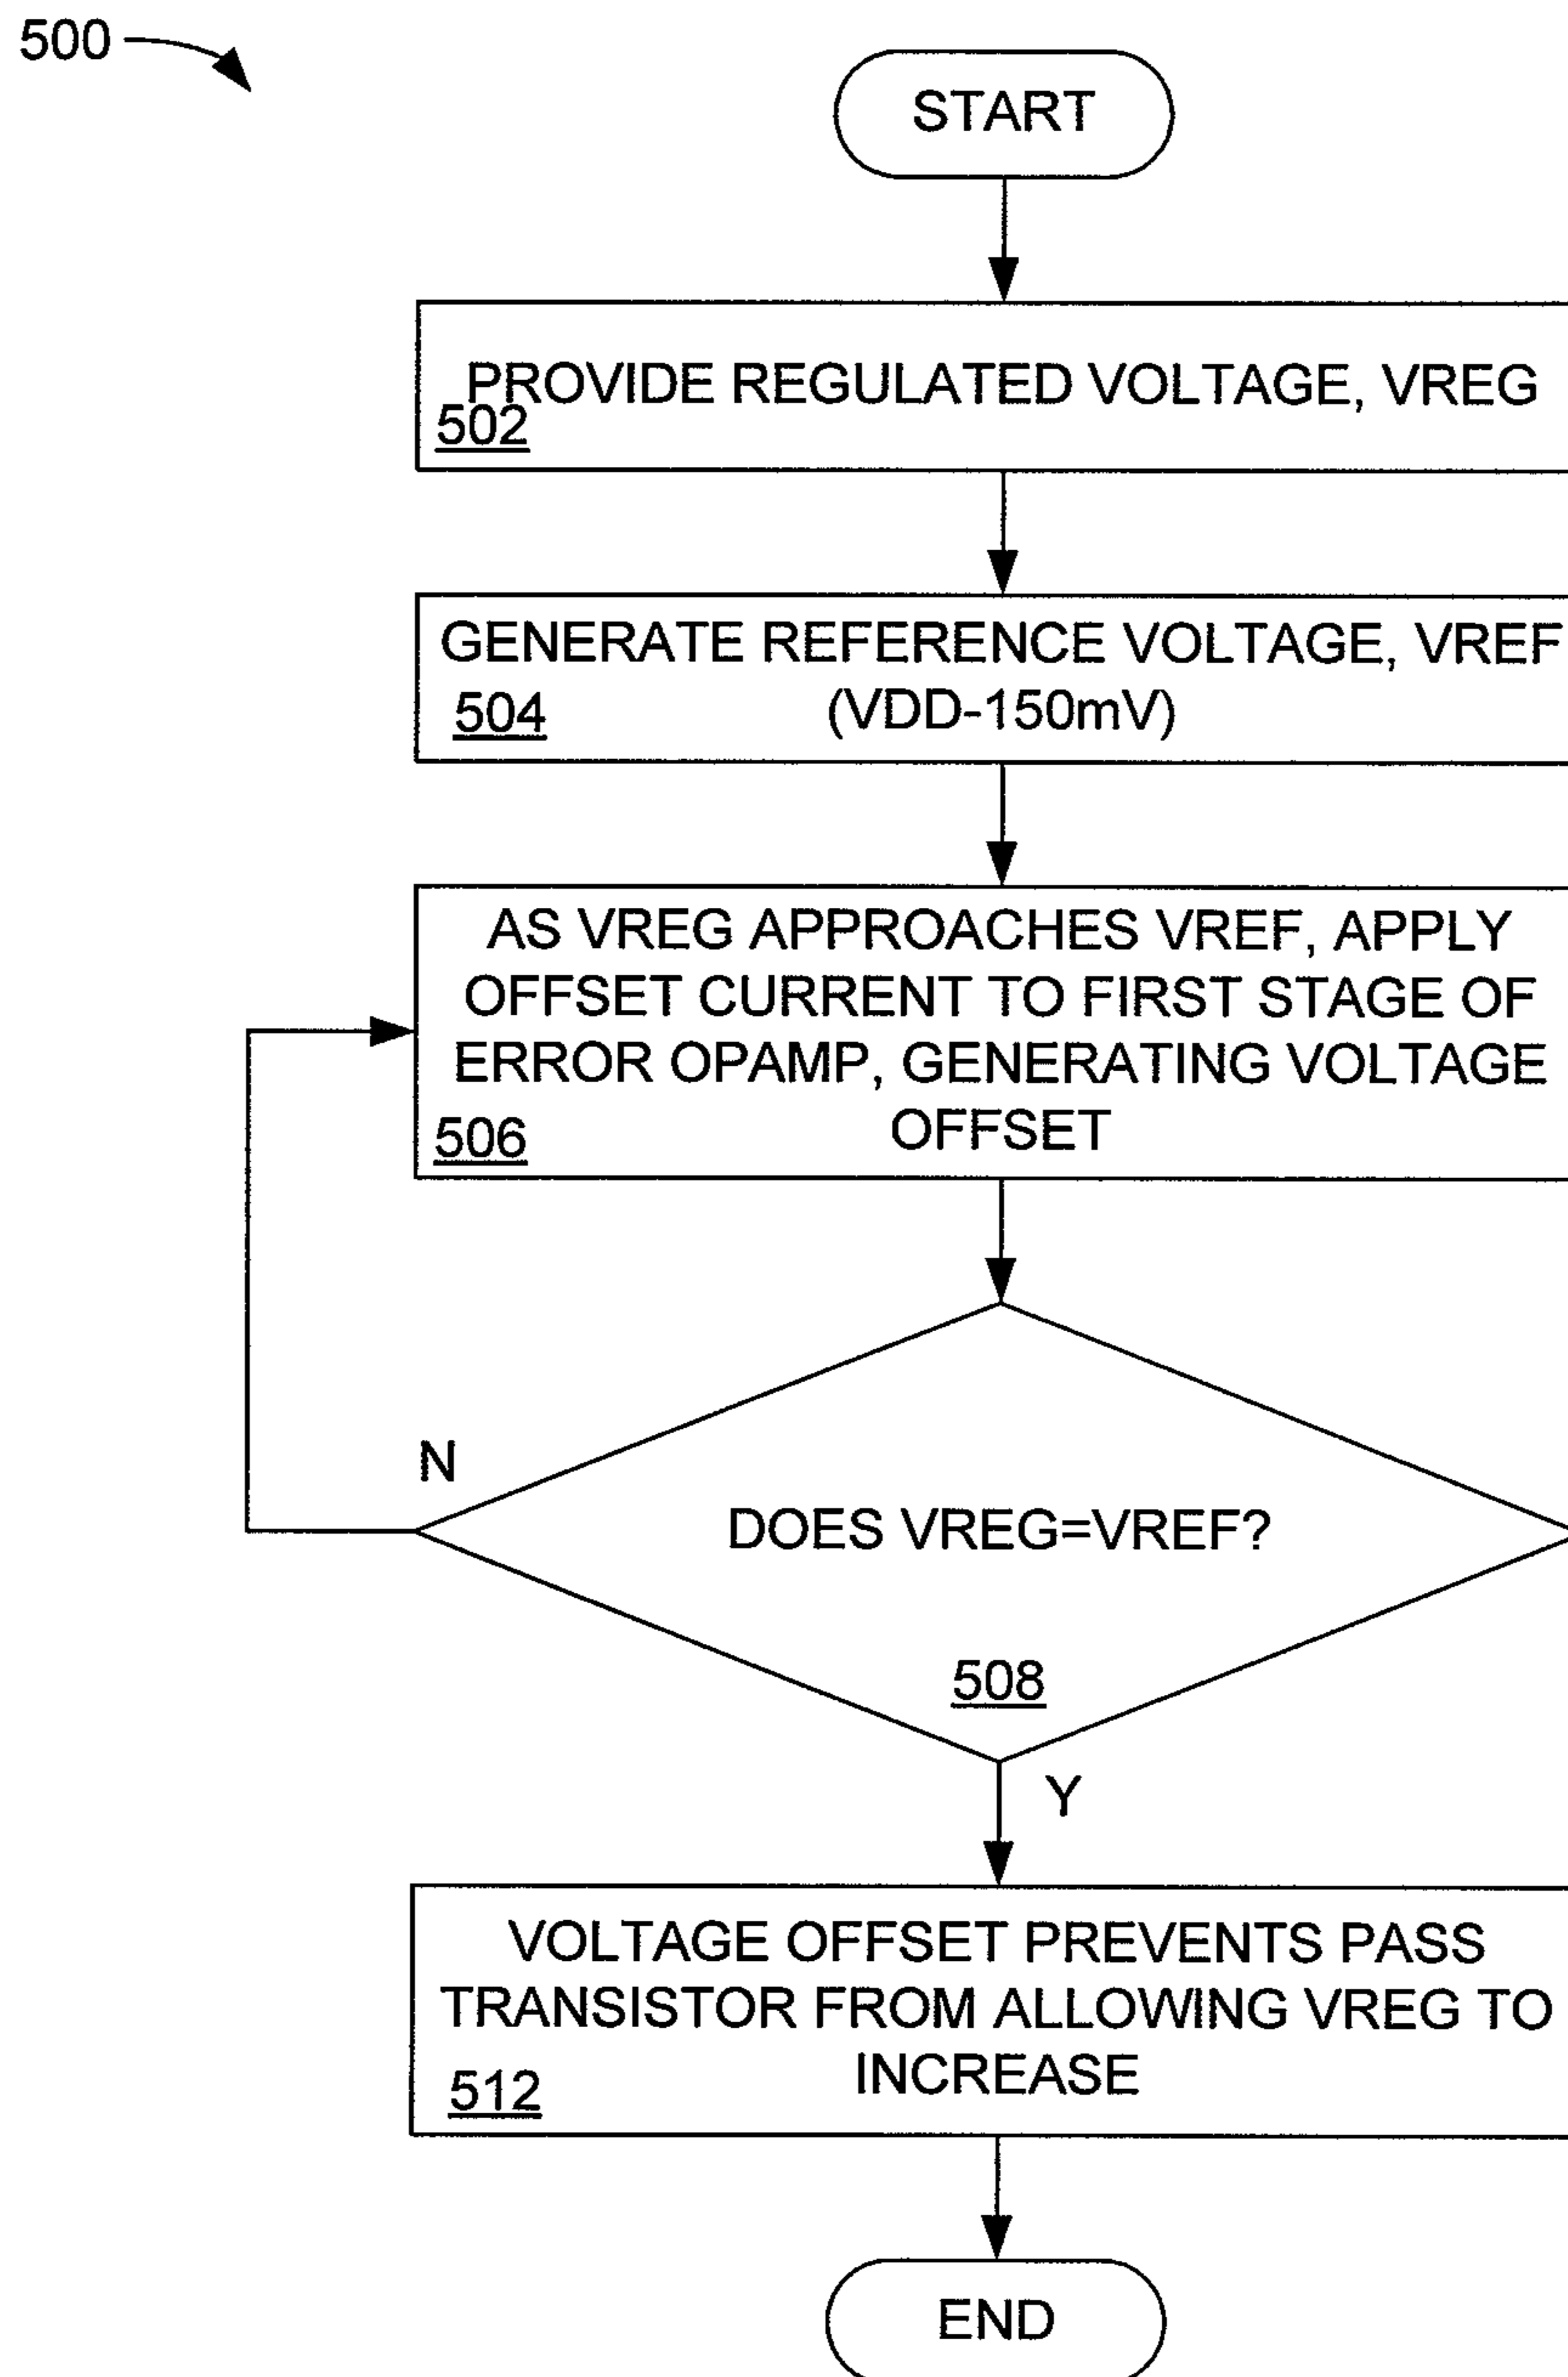 500
START
PROVIDE REGULATED VOLTAGE, VREG
502
GENERATE REFERENCE VOLTAGE, VREF
504 (VDD-150mV)
AS VREG APPROACHES VREF, APPLY
OFFSET CURRENT TO FIRST STAGE OF
ERROR OPAMP, GENERATING VOLTAGE
OFFSET
506
N
DOES VREG=VREF?
508
Y
VOLTAGE OFFSET PREVENTS PASS
TRANSISTOR FROM ALLOWING VREG TO
INCREASE
512
END